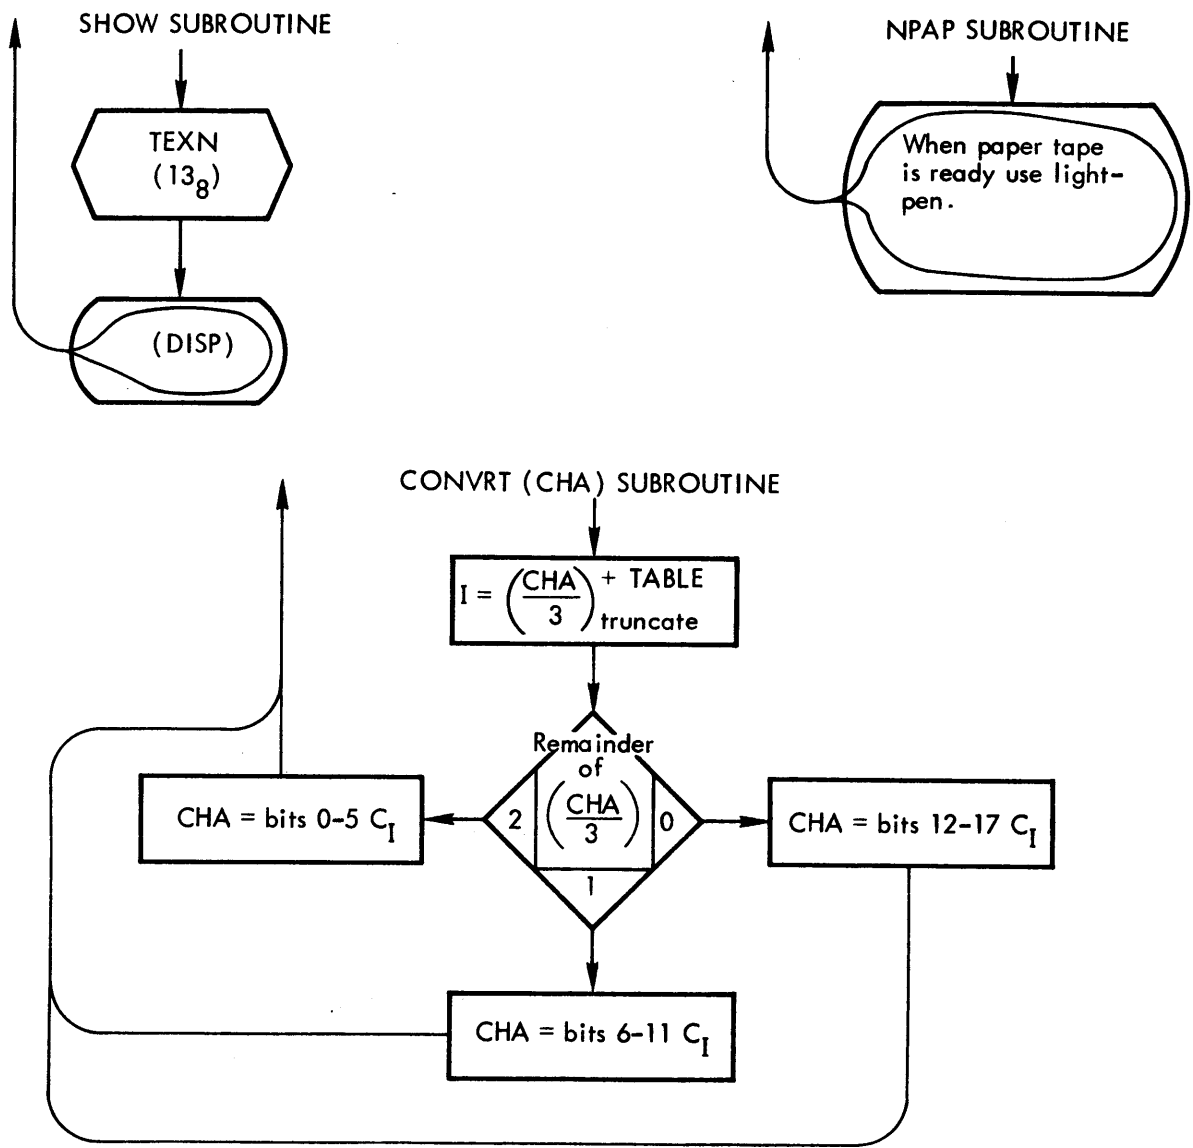 SHOW SUBROUTINE
TEXN
(13₈)
(DISP)
NPAP SUBROUTINE
When paper tape
is ready use light-
pen.
CONVRT (CHA) SUBROUTINE
I = (CHA/3) + TABLE
truncate
Remainder
of
(CHA/3)
2
0
1
CHA = bits 0-5 C_I
CHA = bits 12-17 C_I
CHA = bits 6-11 C_I